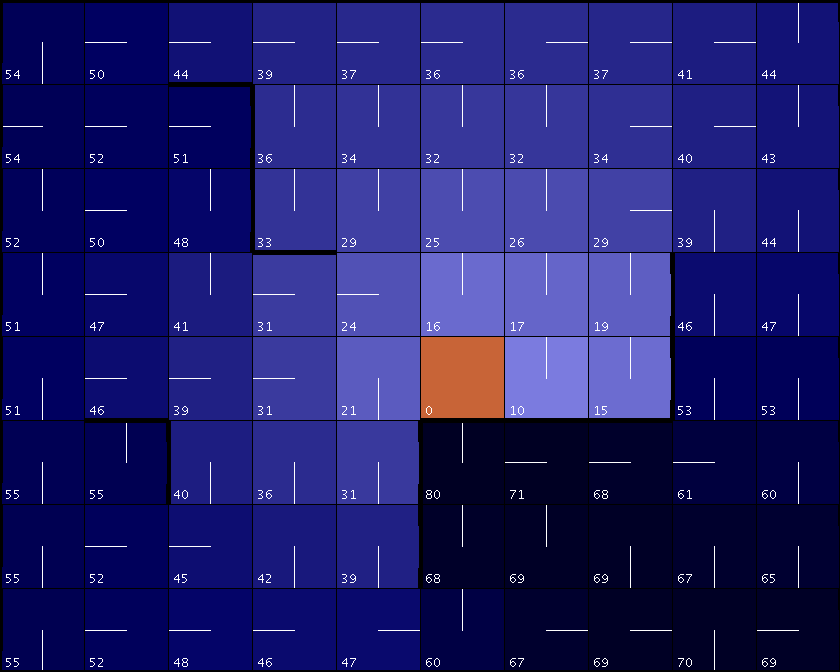 54 50 44 39 37 36 36 37 41 44
54 52 51 36 34 32 32 34 40 43
52 50 48 33 29 25 26 29 39 44
51 47 41 31 24 16 17 19 46 47
51 46 39 31 21 0 10 15 53 53
55 55 40 36 31 80 71 68 61 60
55 52 45 42 39 68 69 69 67 65
55 52 48 46 47 60 67 69 70 69